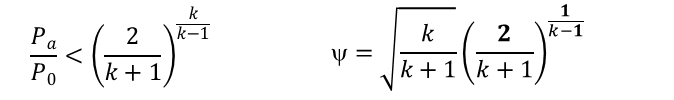 P_a/P_0 < (2/(k + 1))^(k/(k−1))    ψ = √(k/(k + 1)) (2/(k + 1))^(1/(k−1))